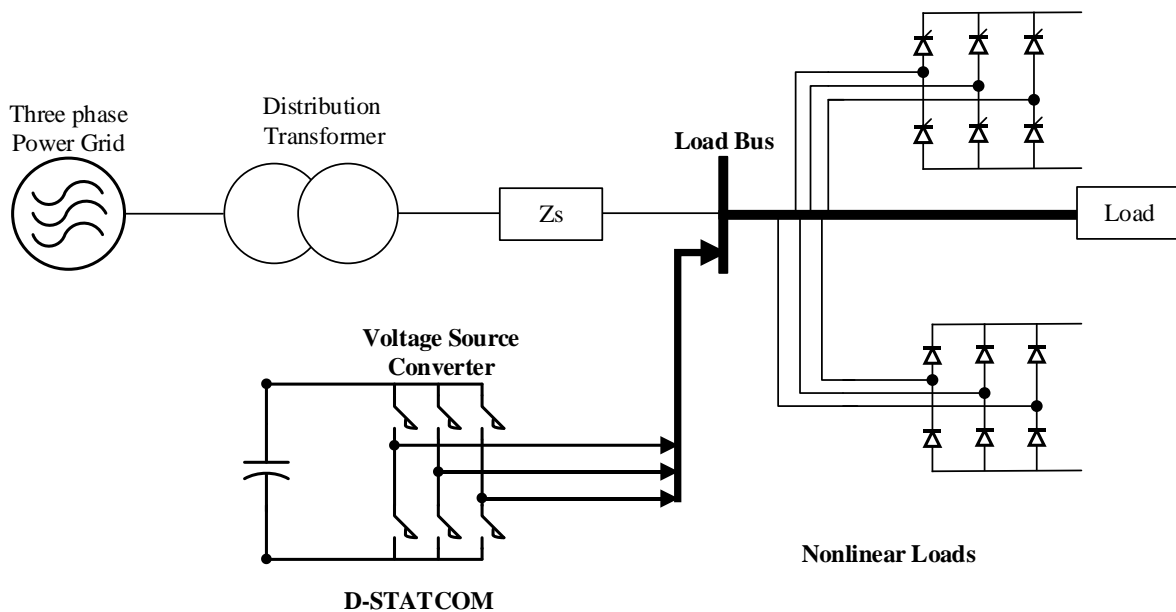 Three phase
Power Grid
Distribution
Transformer
Zs
Load Bus
Load
Voltage Source
Converter
D-STATCOM
Nonlinear Loads